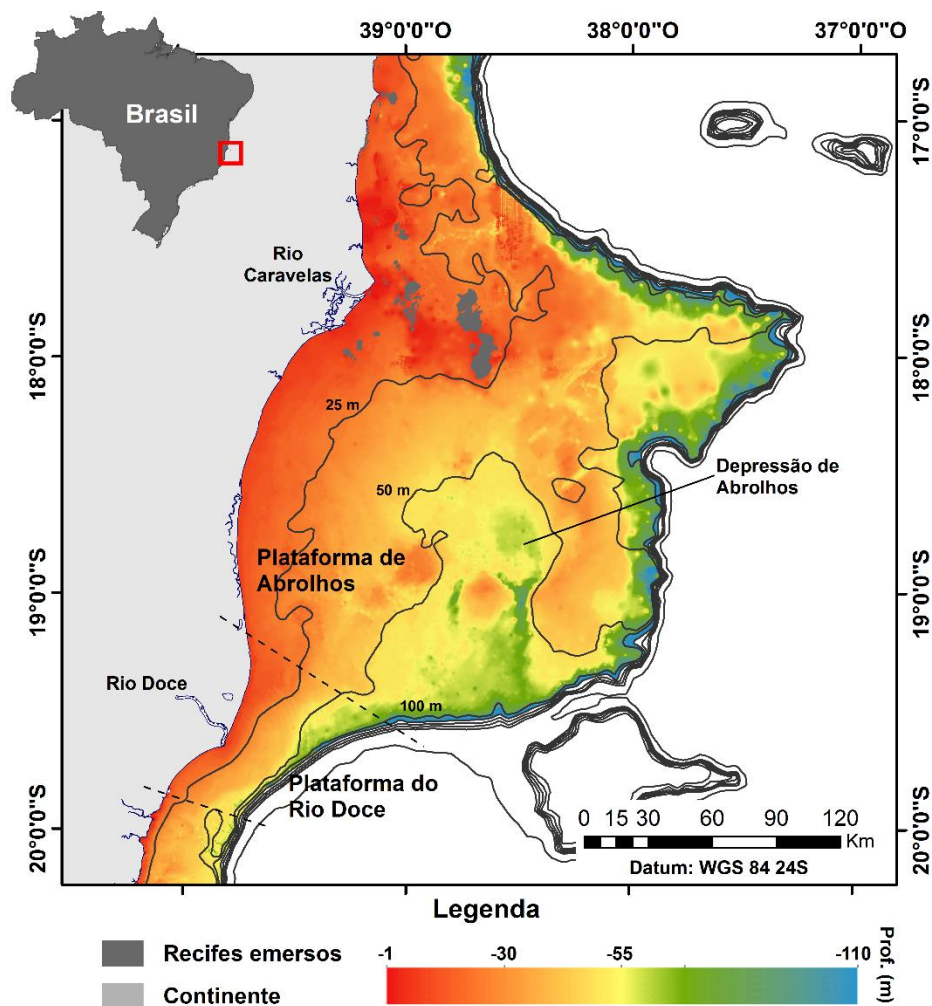 39°0'0"S
38°0'0"S
37°0'0"S
Brasil
17°0'0"S
Rio
Caravelas
18°0'0"S
18°0'0"S
25 m
50 m
Depressão de
Abrolhos
Plataforma de
Abrolhos
19°0'0"S
19°0'0"S
Rio Doce
100 m
Plataforma do
Rio Doce
20°0'0"S
20°0'0"S
0 15 30 60 90 120
Km
Datum: WGS 84 24S
Legenda
Recifes emersos
Continente
-1 -30 -55 -110
Prof. (m)